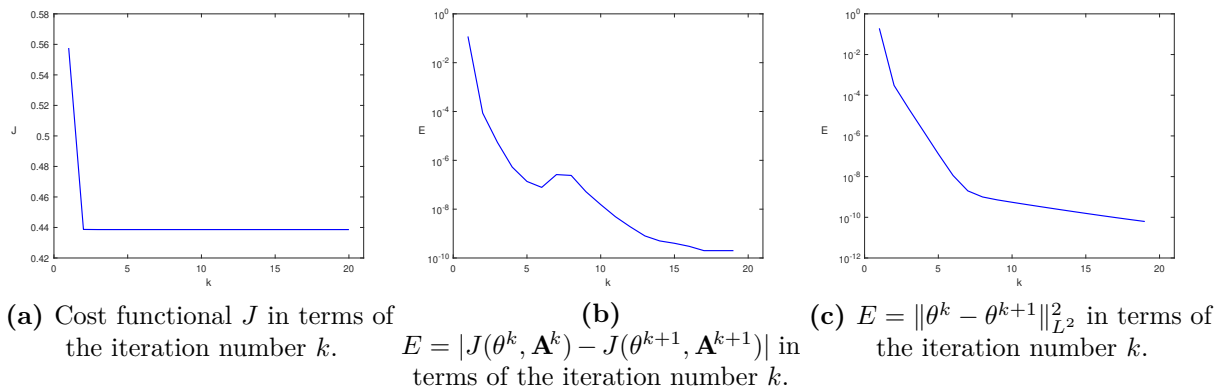 0.58
0.56
0.54
0.52
0.5
0.48
0.46
0.44
0.42
J
0
5
10
15
20
k
10^0
10^-2
10^-4
10^-6
10^-8
10^-10
E
0
5
10
15
20
k
10^0
10^-2
10^-4
10^-6
10^-8
10^-10
10^-12
E
0
5
10
15
20
k
(a) Cost functional J in terms of
the iteration number k.
(b)
E = |J(θ^k, A^k) − J(θ^{k+1}, A^{k+1})| in
terms of the iteration number k.
(c) E = ‖θ^k − θ^{k+1}‖²_{L²} in terms of
the iteration number k.